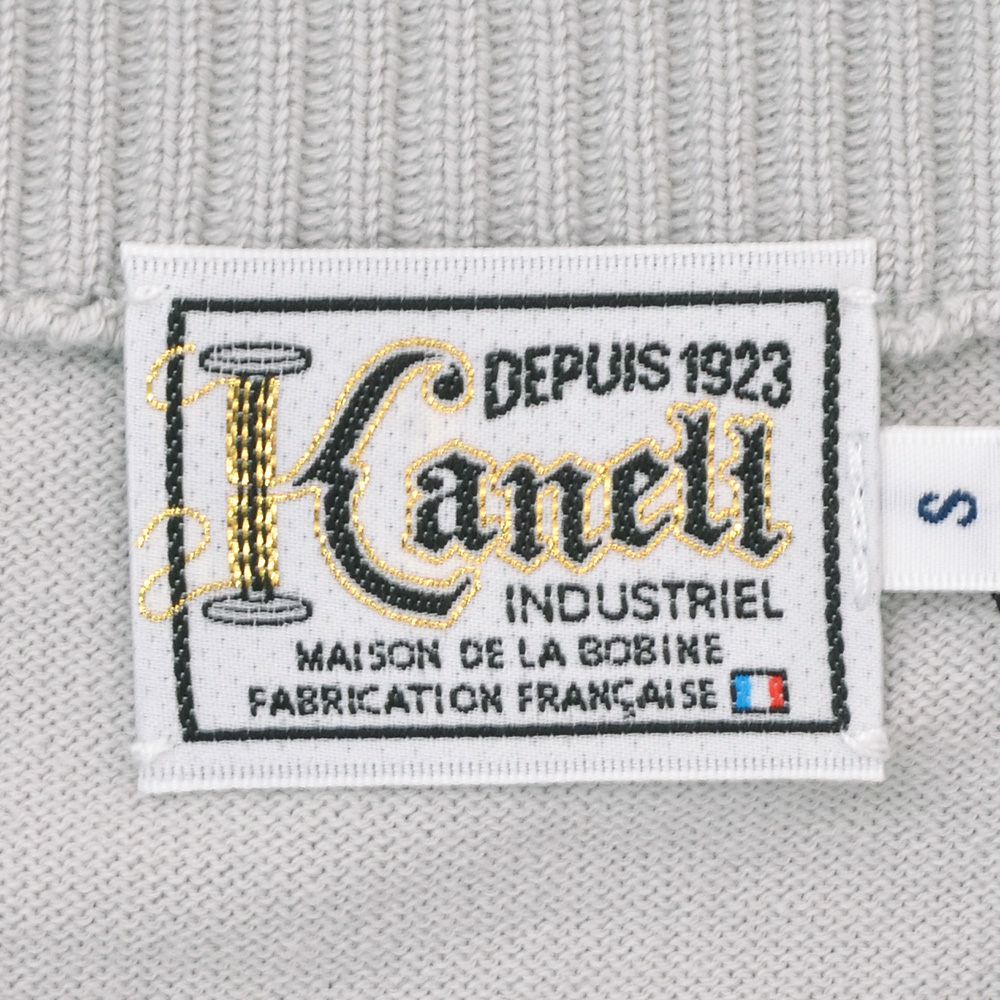 DEPUIS 1923
Kanell
INDUSTRIEL
MAISON DE LA BOBINE
FABRICATION FRANÇAISE
S